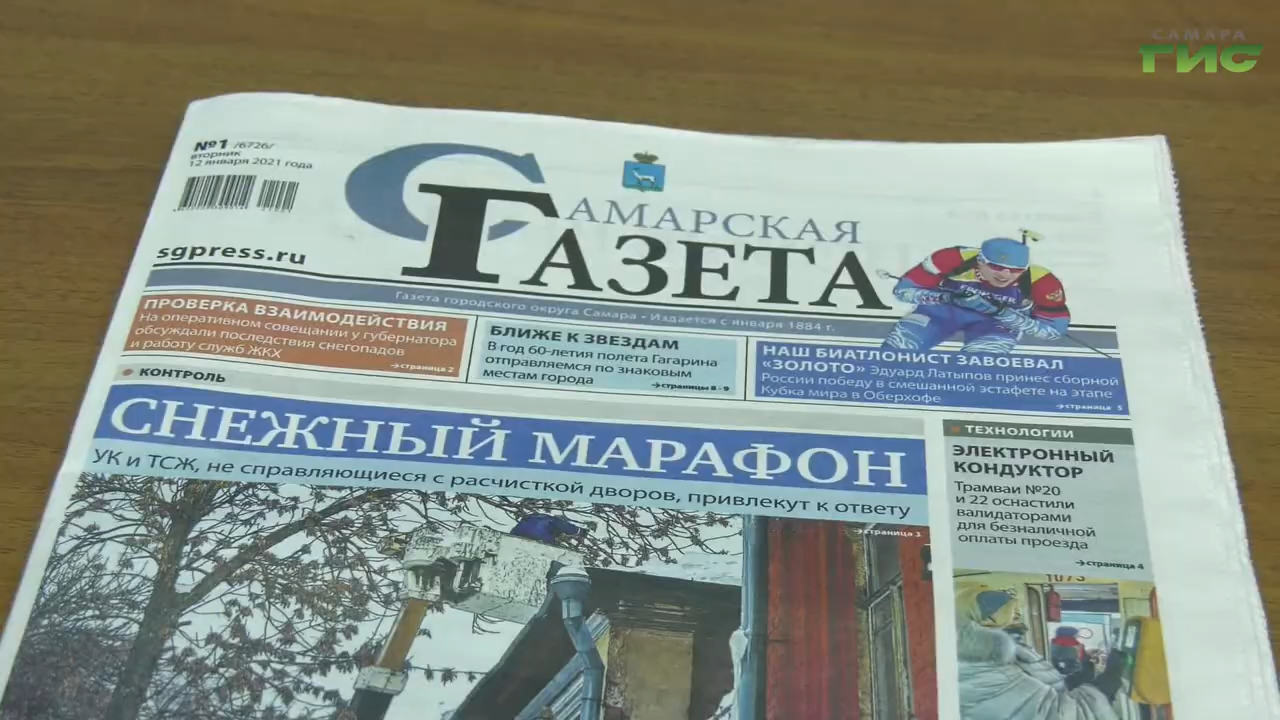 САМАРА
ГИС
№1 /6726/
вторник
12 января 2021 года
sgpress.ru
САМАРСКАЯ
ГАЗЕТА
Газета городского округа Самара • Издается с января 1884 г.
ПРОВЕРКА ВЗАИМОДЕЙСТВИЯ
На оперативном совещании у губернатора
обсуждали последствия снегопадов
и работу служб ЖКХ
страница 2
БЛИЖЕ К ЗВЕЗДАМ
В год 60-летия полета Гагарина
отправляемся по знаковым
местам города
страницы 8 - 9
НАШ БИАТЛОНИСТ ЗАВОЕВАЛ
«ЗОЛОТО» Эдуард Латыпов принес сборной
России победу в смешанной эстафете на этапе
Кубка мира в Оберхофе
страница 5
КОНТРОЛЬ
СНЕЖНЫЙ МАРАФОН
УК и ТСЖ, не справляющиеся с расчисткой дворов, привлекут к ответу
страница 3
ТЕХНОЛОГИИ
ЭЛЕКТРОННЫЙ
КОНДУКТОР
Трамваи №20
и 22 оснастили
валидаторами
для безналичной
оплаты проезда
страница 4